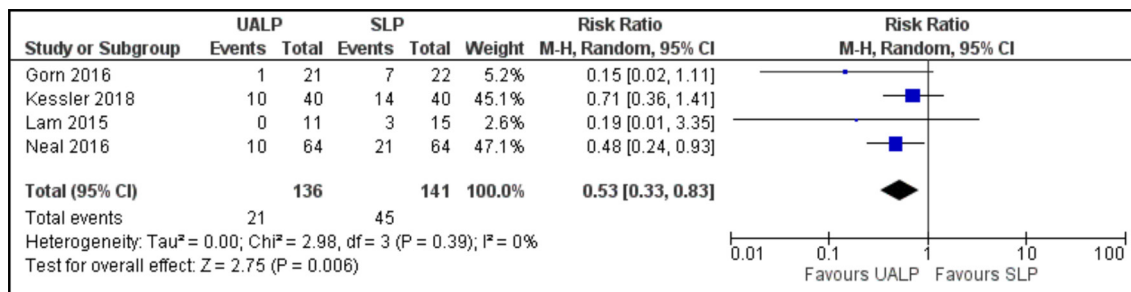 UALP SLP Risk Ratio Risk Ratio
Study or Subgroup Events Total Events Total Weight M-H, Random, 95% CI M-H, Random, 95% CI
Gorn 2016 1 21 7 22 5.2% 0.15 [0.02, 1.11]
Kessler 2018 10 40 14 40 45.1% 0.71 [0.36, 1.41]
Lam 2015 0 11 3 15 2.6% 0.19 [0.01, 3.35]
Neal 2016 10 64 21 64 47.1% 0.48 [0.24, 0.93]
Total (95% CI) 136 141 100.0% 0.53 [0.33, 0.83]
Total events 21 45
Heterogeneity: Tau² = 0.00; Chi² = 2.98, df = 3 (P = 0.39); I² = 0%
Test for overall effect: Z = 2.75 (P = 0.006)
0.01 0.1 1 10 100
Favours UALP Favours SLP